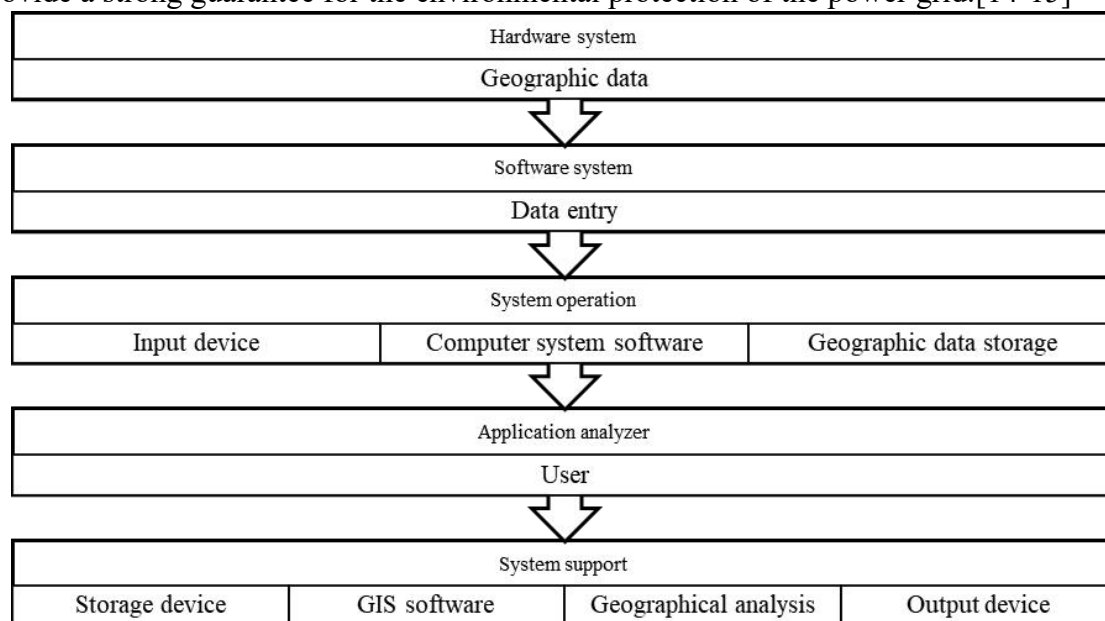 ovide a strong guarantee for the environmental protection of the power grid.[14-15]
Hardware system
Geographic data
Software system
Data entry
System operation
Input device Computer system software Geographic data storage
Application analyzer
User
System support
Storage device GIS software Geographical analysis Output device